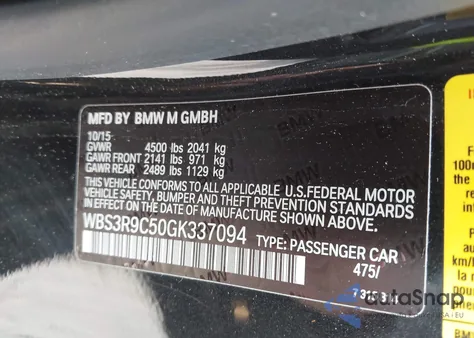 MFD BY BMW M GMBH
10/15
GVWR 4500 lbs 2041 kg
GAWR FRONT 2141 lbs 971 kg
GAWR REAR 2489 lbs 1129 kg
THIS VEHICLE CONFORMS TO ALL APPLICABLE U.S.FEDERAL MOTOR
VEHICLE SAFETY, BUMPER AND THEFT PREVENTION STANDARDS
IN EFFECT ON THE DATE OF MANUFACTURE SHOWN ABOVE.
WBS3R9C50GK337094 TYPE: PASSENGER CAR
475/
autaSnap